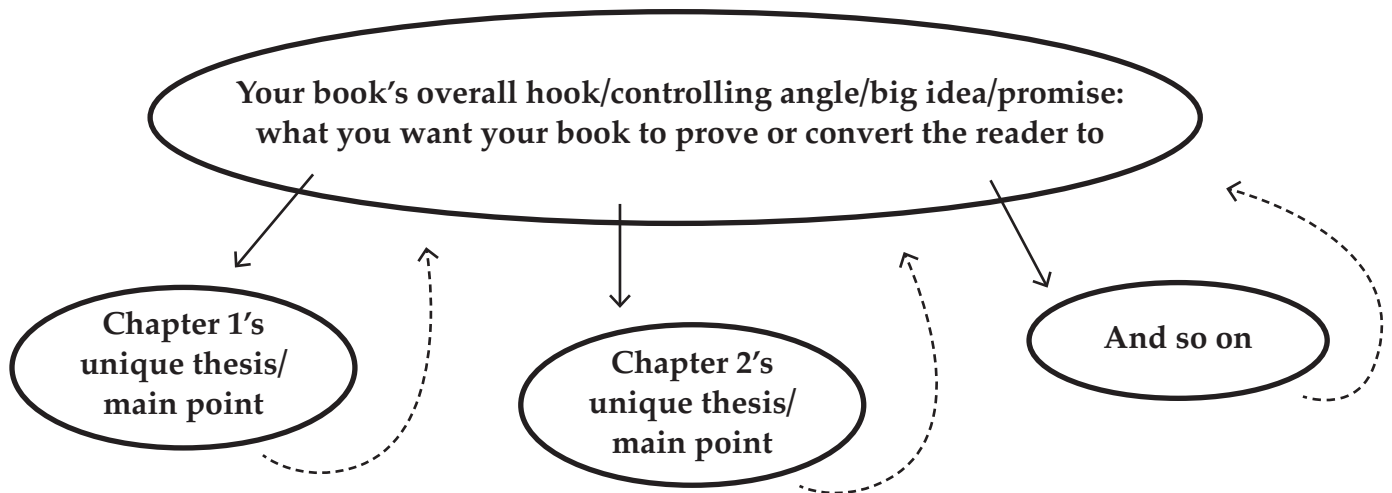 Your book’s overall hook/controlling angle/big idea/promise:
what you want your book to prove or convert the reader to
Chapter 1’s
unique thesis/
main point
Chapter 2’s
unique thesis/
main point
And so on